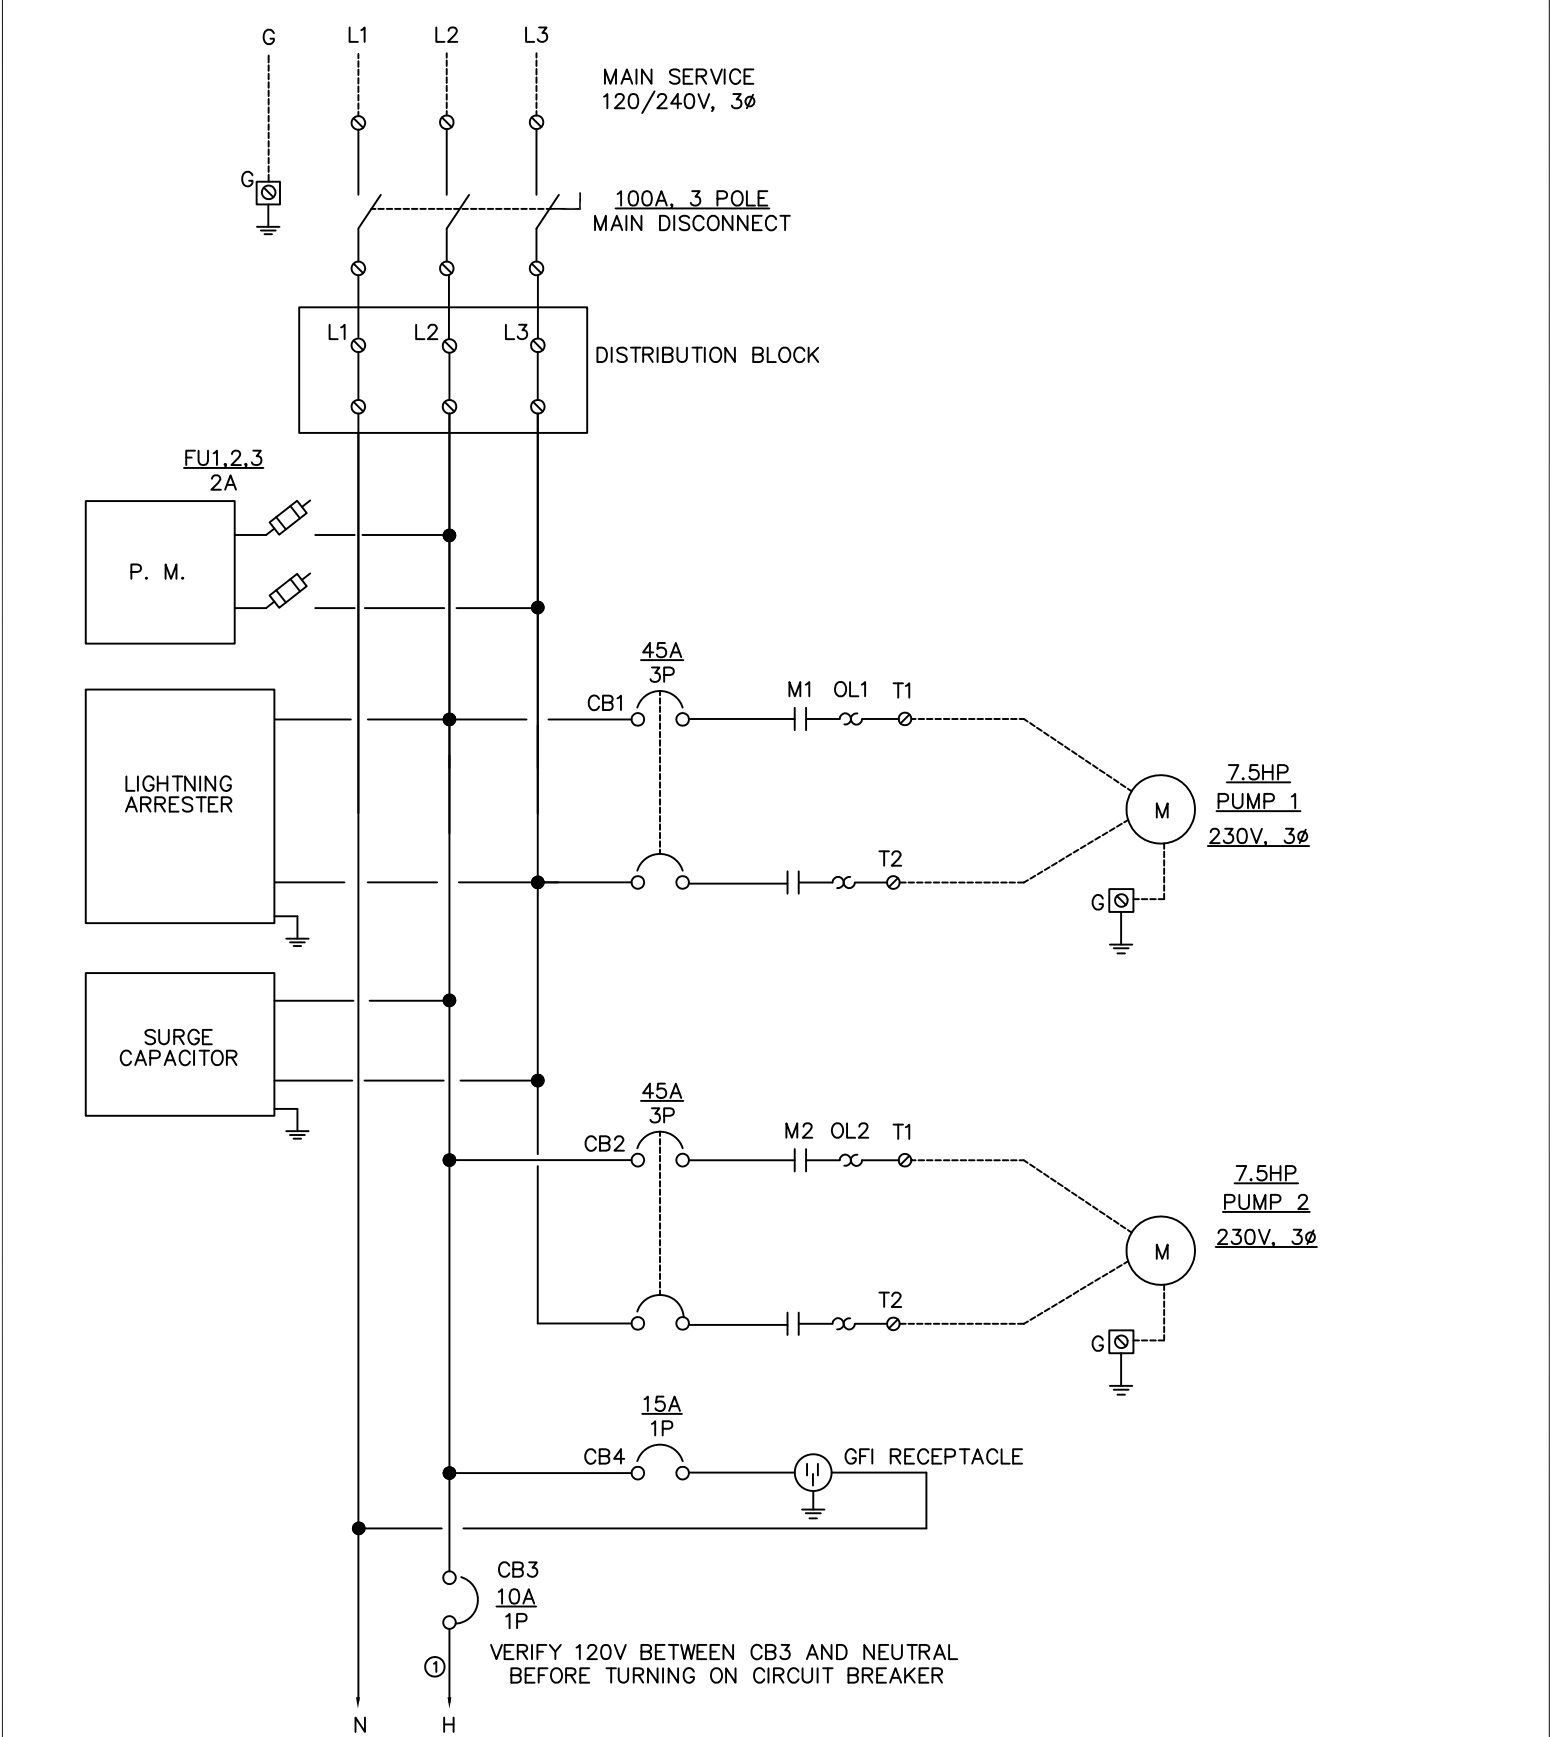 G
L1
L2
L3
MAIN SERVICE
120/240V, 3ø
G
100A, 3 POLE
MAIN DISCONNECT
L1
L2
L3
DISTRIBUTION BLOCK
FU1,2,3
2A
P. M.
45A
3P
CB1
M1
OL1
T1
LIGHTNING
ARRESTER
7.5HP
PUMP 1
230V, 3ø
M
T2
G
SURGE
CAPACITOR
45A
3P
CB2
M2
OL2
T1
7.5HP
PUMP 2
230V, 3ø
M
T2
G
15A
1P
CB4
GFI RECEPTACLE
CB3
10A
1P
VERIFY 120V BETWEEN CB3 AND NEUTRAL
BEFORE TURNING ON CIRCUIT BREAKER
1
N
H